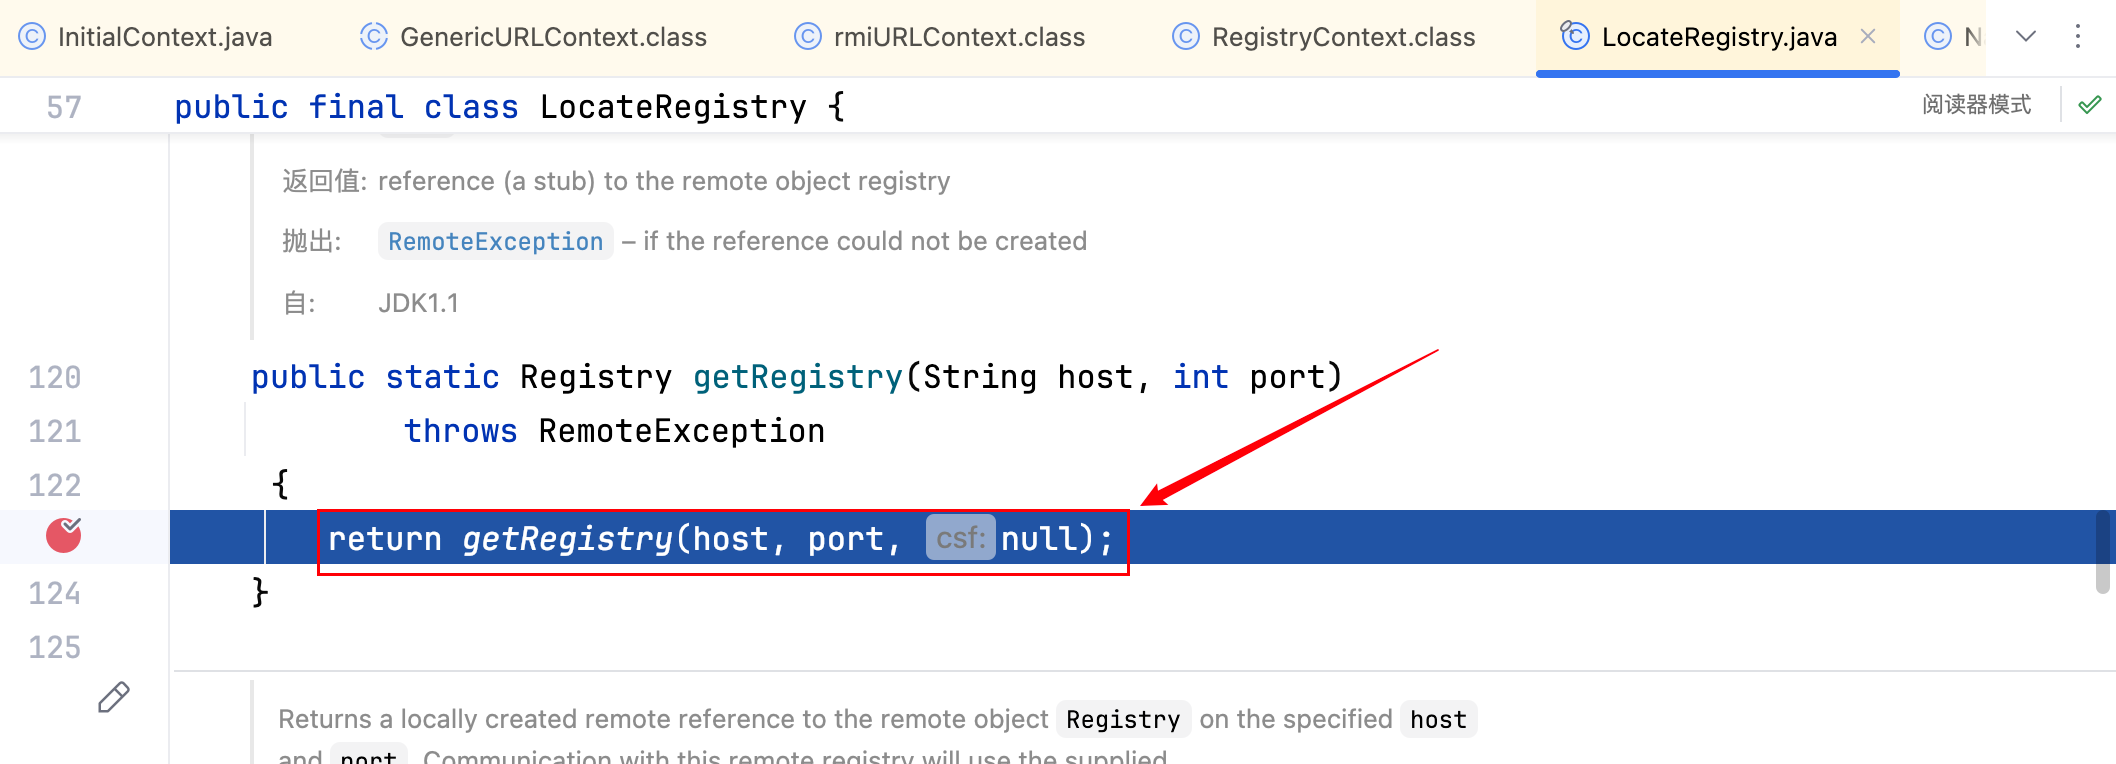 InitialContext.java GenericURLContext.class rmiURLContext.class RegistryContext.class LocateRegistry.java
57 public final class LocateRegistry { 阅读器模式
返回值: reference (a stub) to the remote object registry
抛出: RemoteException – if the reference could not be created
自: JDK1.1
120 public static Registry getRegistry(String host, int port)
121 throws RemoteException
122 {
return getRegistry(host, port, csf: null);
124 }
125
Returns a locally created remote reference to the remote object Registry on the specified host
and port. Communication with this remote registry will use the supplied